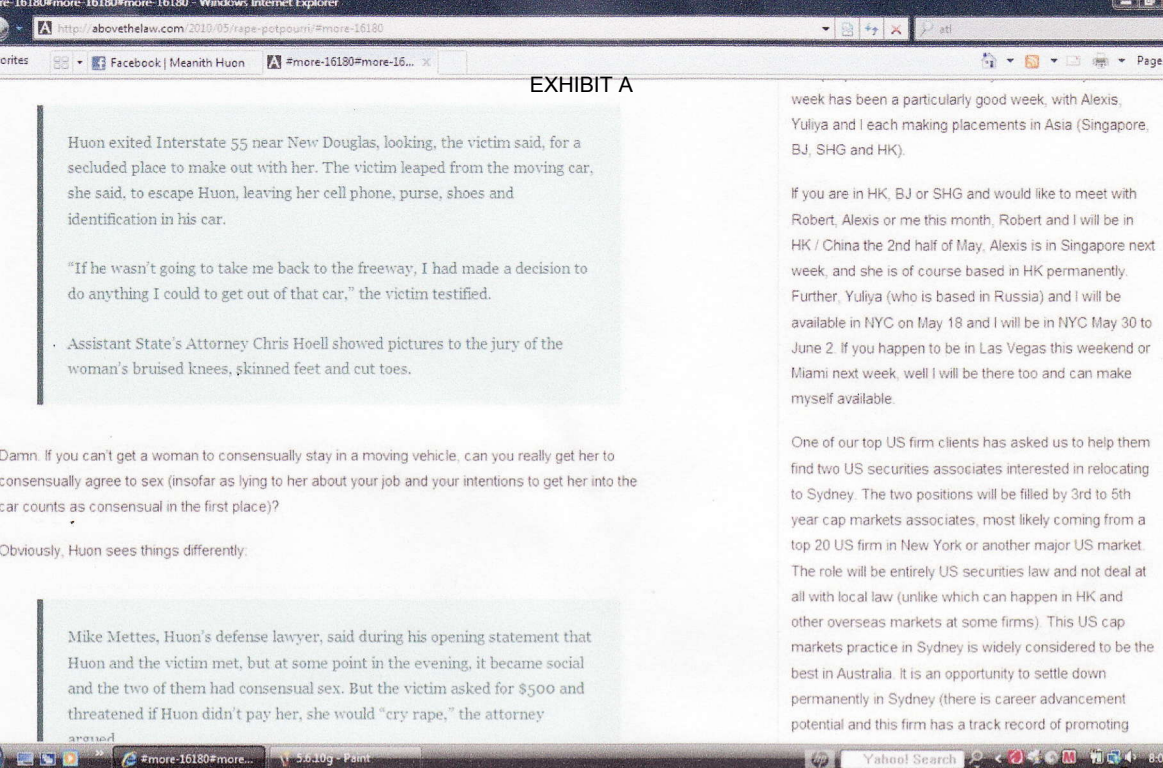 re-16180#more-16180#more-16180 - Windows Internet Explorer
http://abovethelaw.com/2010/05/rape-potpourri/#more-16180
atl
orites
Facebook | Meanith Huon
#more-16180#more-16...
Page
EXHIBIT A
Huon exited Interstate 55 near New Douglas, looking, the victim said, for a
secluded place to make out with her. The victim leaped from the moving car,
she said, to escape Huon, leaving her cell phone, purse, shoes and
identification in his car.
“If he wasn’t going to take me back to the freeway, I had made a decision to
do anything I could to get out of that car,” the victim testified.
Assistant State’s Attorney Chris Hoell showed pictures to the jury of the
woman’s bruised knees, skinned feet and cut toes.
Damn. If you can't get a woman to consensually stay in a moving vehicle, can you really get her to
consensually agree to sex (insofar as lying to her about your job and your intentions to get her into the
car counts as consensual in the first place)?
Obviously, Huon sees things differently:
Mike Mettes, Huon’s defense lawyer, said during his opening statement that
Huon and the victim met, but at some point in the evening, it became social
and the two of them had consensual sex. But the victim asked for $500 and
threatened if Huon didn’t pay her, she would “cry rape,” the attorney
argued
week has been a particularly good week, with Alexis,
Yuliya and I each making placements in Asia (Singapore,
BJ, SHG and HK).
If you are in HK, BJ or SHG and would like to meet with
Robert, Alexis or me this month, Robert and I will be in
HK / China the 2nd half of May, Alexis is in Singapore next
week, and she is of course based in HK permanently.
Further, Yuliya (who is based in Russia) and I will be
available in NYC on May 18 and I will be in NYC May 30 to
June 2. If you happen to be in Las Vegas this weekend or
Miami next week, well I will be there too and can make
myself available.
One of our top US firm clients has asked us to help them
find two US securities associates interested in relocating
to Sydney. The two positions will be filled by 3rd to 5th
year cap markets associates, most likely coming from a
top 20 US firm in New York or another major US market.
The role will be entirely US securities law and not deal at
all with local law (unlike which can happen in HK and
other overseas markets at some firms). This US cap
markets practice in Sydney is widely considered to be the
best in Australia. It is an opportunity to settle down
permanently in Sydney (there is career advancement
potential and this firm has a track record of promoting
#more-16180#more...
5.6.10g - Paint
Yahoo! Search
8:0